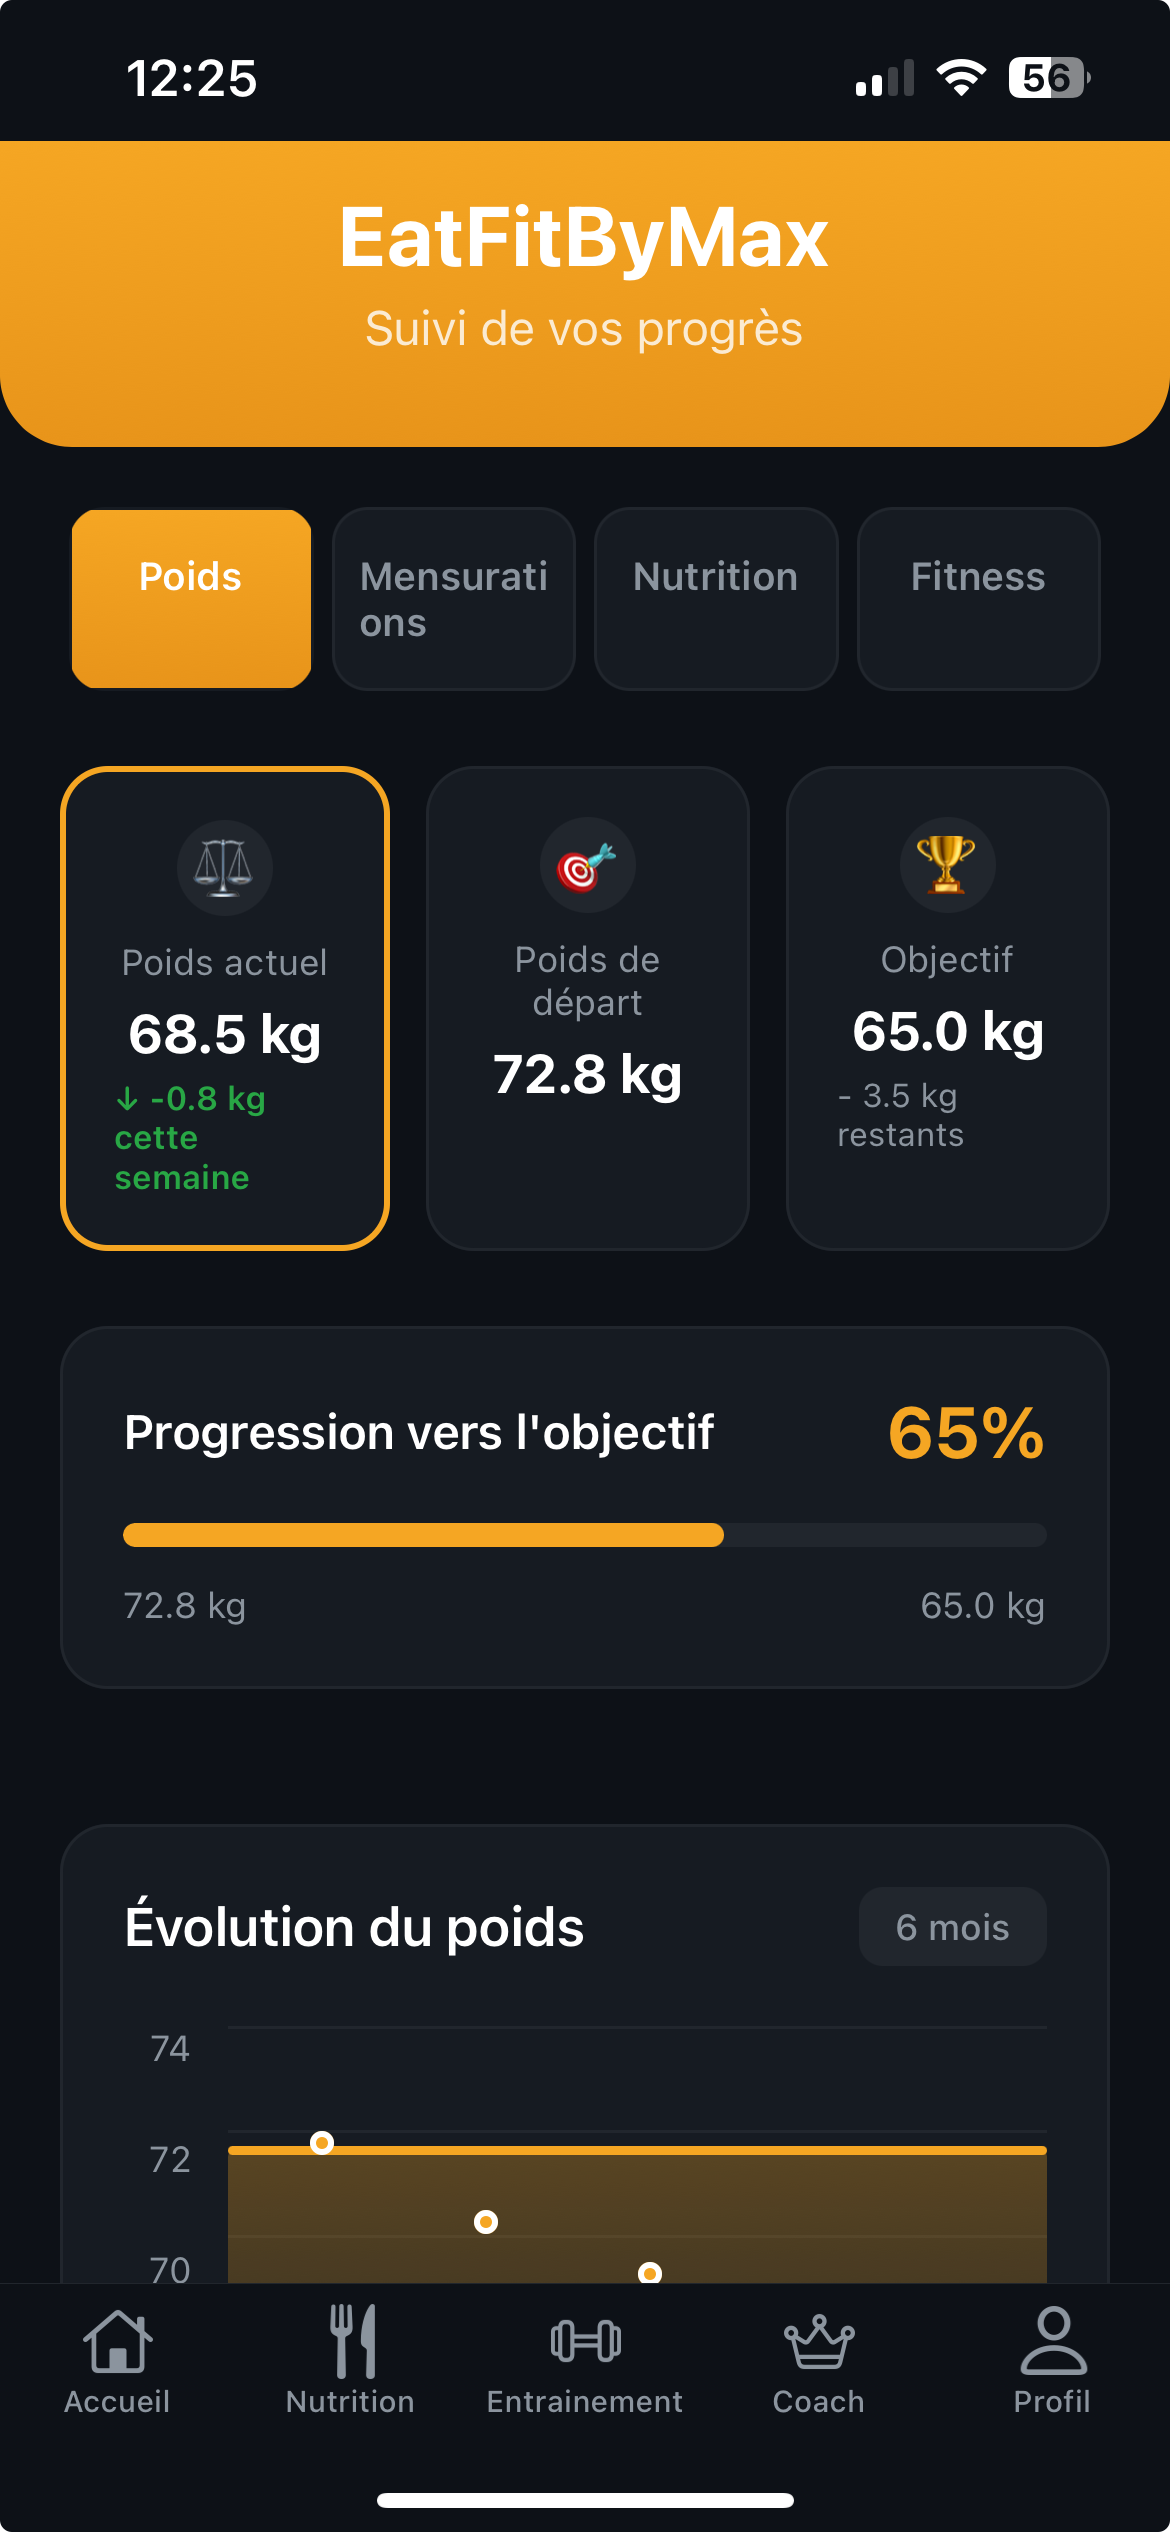 12:25
56
EatFitByMax
Suivi de vos progrès
Poids
Mensurati
ons
Nutrition
Fitness
Poids actuel
68.5 kg
↓ -0.8 kg
cette
semaine
Poids de
départ
72.8 kg
Objectif
65.0 kg
- 3.5 kg
restants
Progression vers l'objectif
65%
72.8 kg
65.0 kg
Évolution du poids
6 mois
74
72
70
Accueil
Nutrition
Entrainement
Coach
Profil